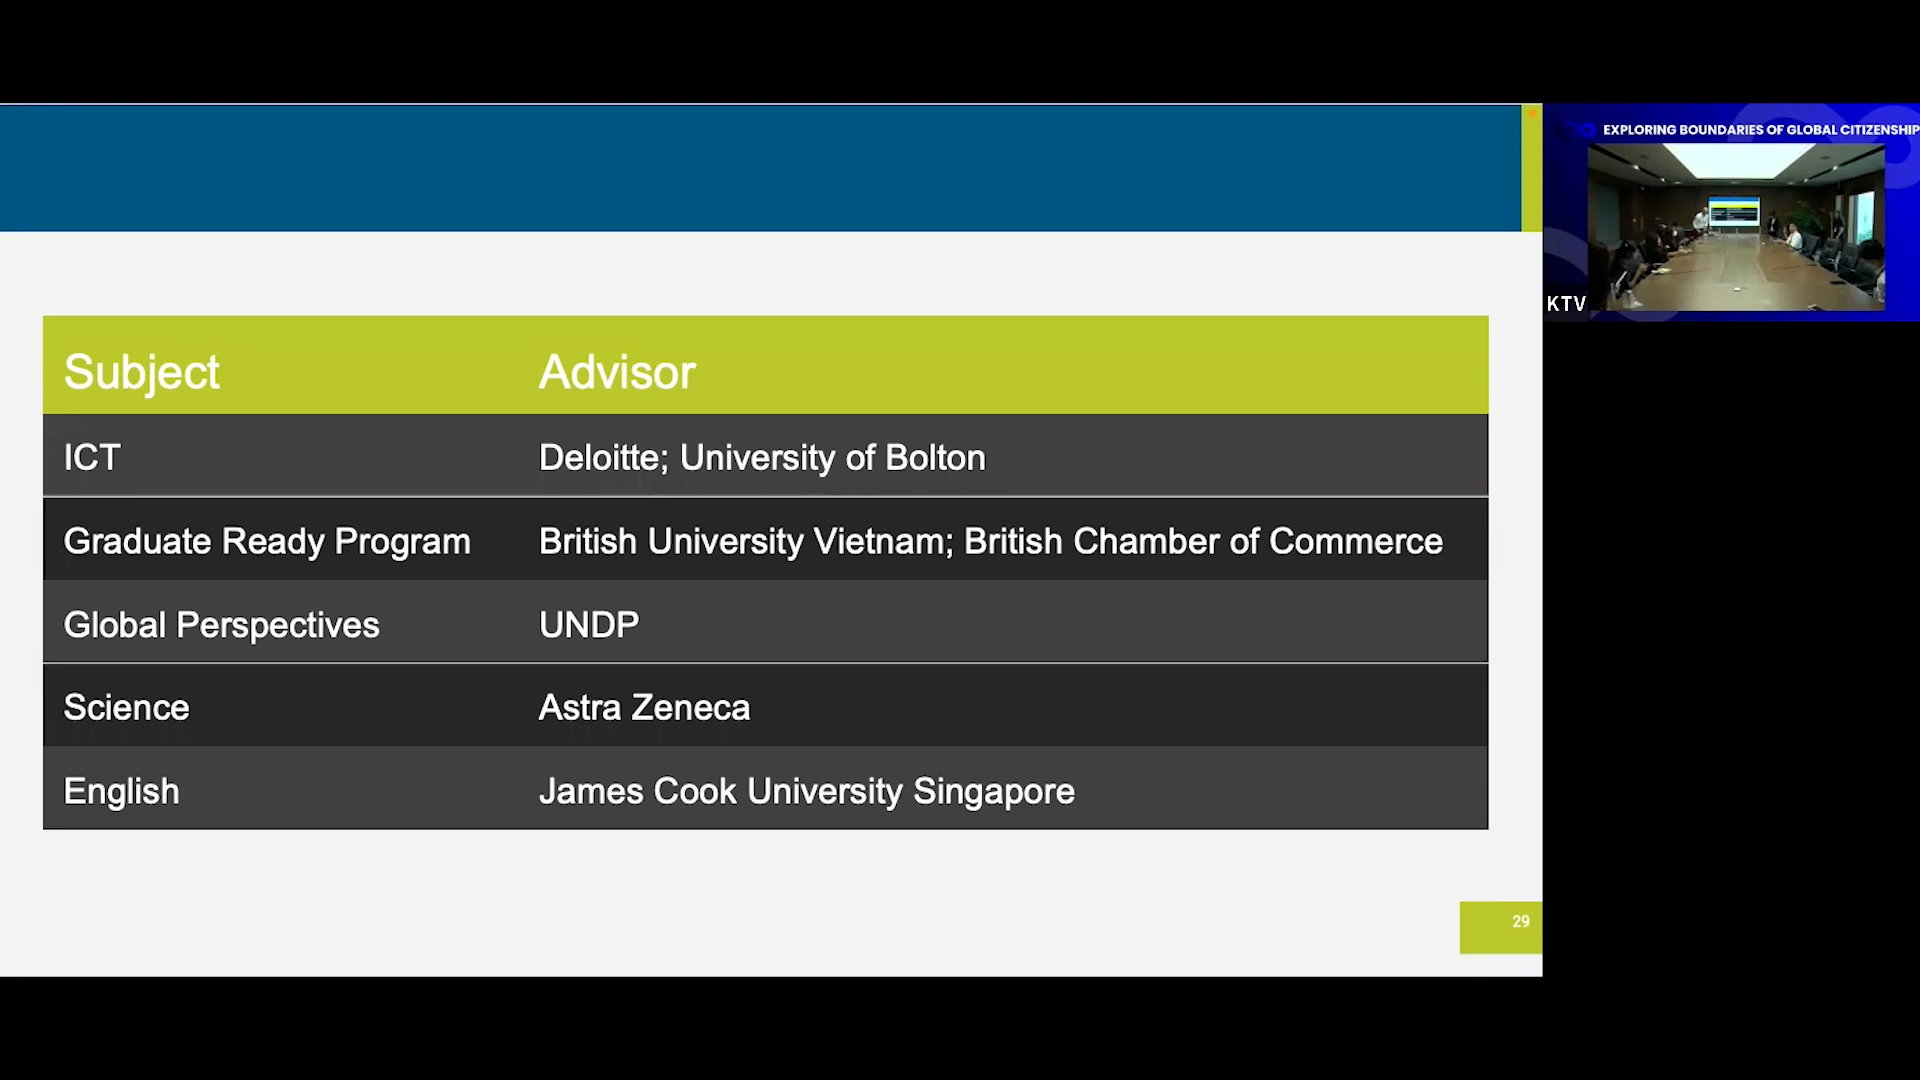 EXPLORING BOUNDARIES OF GLOBAL CITIZENSHIP
KTV
Subject Advisor
ICT Deloitte; University of Bolton
Graduate Ready Program British University Vietnam; British Chamber of Commerce
Global Perspectives UNDP
Science Astra Zeneca
English James Cook University Singapore
29